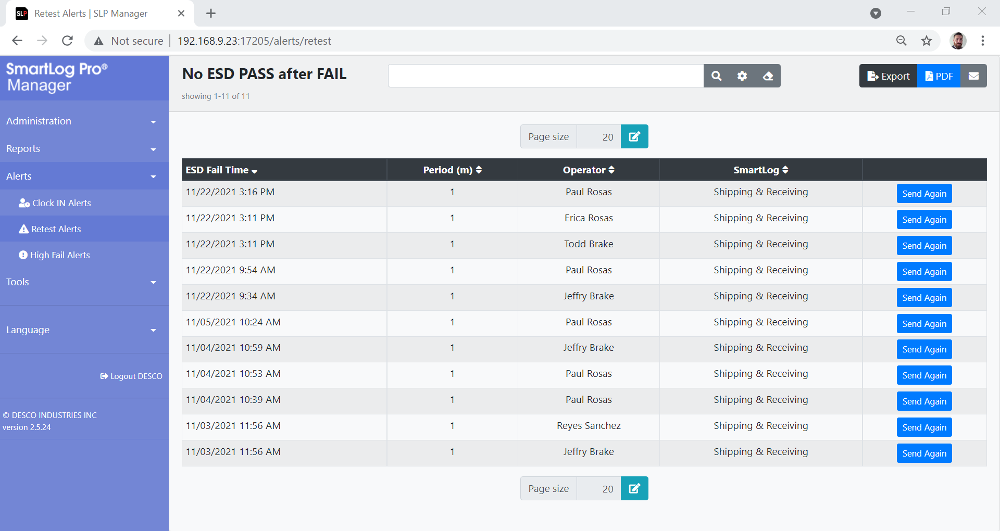 SLP Retest Alerts | SLP Manager
Not secure 192.168.9.23:17205/alerts/retest
SmartLog Pro®
Manager
Administration
Reports
Alerts
Clock IN Alerts
Retest Alerts
High Fail Alerts
Tools
Language
Logout DESCO
© DESCO INDUSTRIES INC
version 2.5.24
No ESD PASS after FAIL
showing 1-11 of 11
Export PDF
Page size 20
ESD Fail Time Period (m) Operator SmartLog
11/22/2021 3:16 PM 1 Paul Rosas Shipping & Receiving Send Again
11/22/2021 3:11 PM 1 Erica Rosas Shipping & Receiving Send Again
11/22/2021 3:11 PM 1 Todd Brake Shipping & Receiving Send Again
11/22/2021 9:54 AM 1 Paul Rosas Shipping & Receiving Send Again
11/22/2021 9:34 AM 1 Jeffry Brake Shipping & Receiving Send Again
11/05/2021 10:24 AM 1 Paul Rosas Shipping & Receiving Send Again
11/04/2021 10:59 AM 1 Jeffry Brake Shipping & Receiving Send Again
11/04/2021 10:53 AM 1 Paul Rosas Shipping & Receiving Send Again
11/04/2021 10:39 AM 1 Paul Rosas Shipping & Receiving Send Again
11/03/2021 11:56 AM 1 Reyes Sanchez Shipping & Receiving Send Again
11/03/2021 11:56 AM 1 Jeffry Brake Shipping & Receiving Send Again
Page size 20